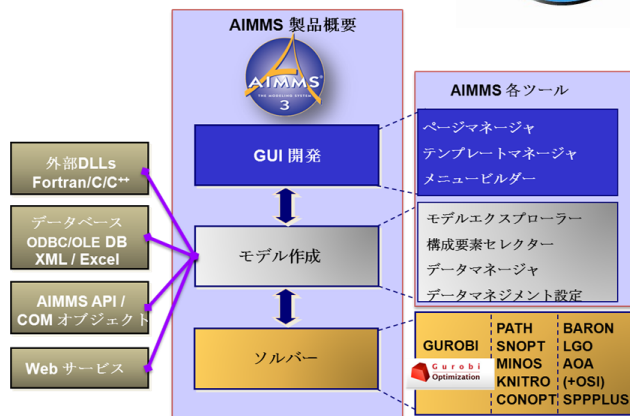 AIMMS 製品概要
AIMMS
THE MODELING SYSTEM
3
GUI 開発
モデル作成
ソルバー
外部DLLs
Fortran/C/C++
データベース
ODBC/OLE DB
XML / Excel
AIMMS API /
COM オブジェクト
Web サービス
AIMMS 各ツール
ページマネージャ
テンプレートマネージャ
メニュービルダー
モデルエクスプローラー
構成要素セレクター
データマネージャ
データマネジメント設定
GUROBI
Gurobi
Optimization
PATH
SNOPT
MINOS
KNITRO
CONOPT
BARON
LGO
AOA
(+OSI)
SPPPLUS